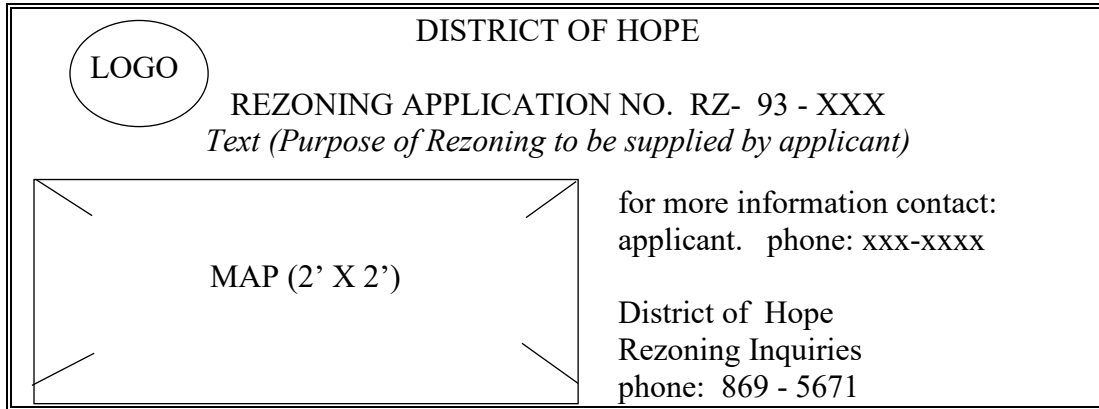 DISTRICT OF HOPE
LOGO
REZONING APPLICATION NO. RZ- 93 - XXX
Text (Purpose of Rezoning to be supplied by applicant)
MAP (2’ X 2’)
for more information contact:
applicant. phone: xxx-xxxx
District of Hope
Rezoning Inquiries
phone: 869 - 5671